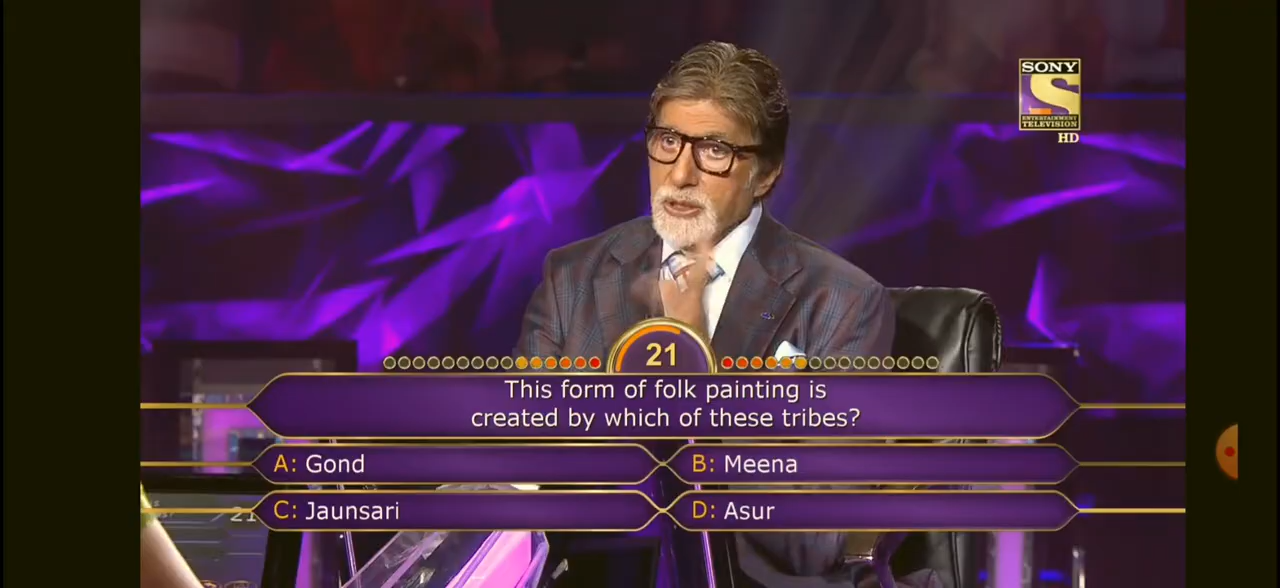 SONY
ENTERTAINMENT
TELEVISION
HD
21
This form of folk painting is
created by which of these tribes?
A: Gond
B: Meena
C: Jaunsari
D: Asur
21